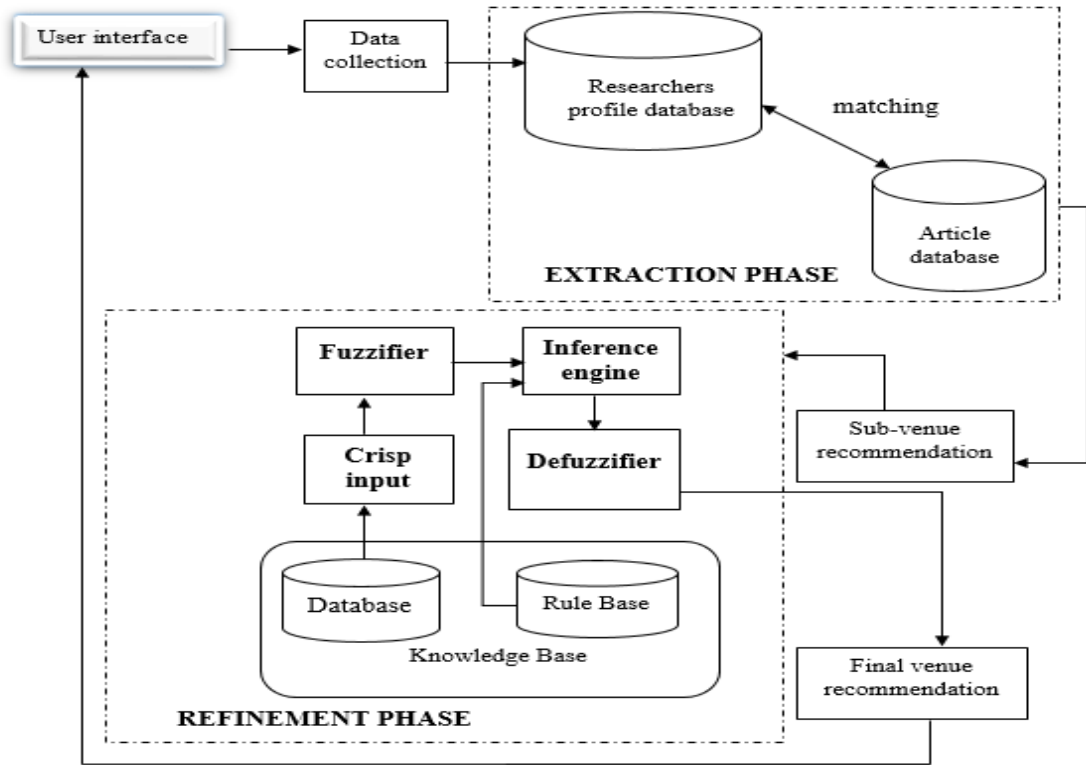 User interface
Data
collection
Researchers
profile database
matching
Article
database
EXTRACTION PHASE
Fuzzifier
Inference
engine
Crisp
input
Defuzzifier
Sub-venue
recommendation
Database
Rule Base
Knowledge Base
Final venue
recommendation
REFINEMENT PHASE